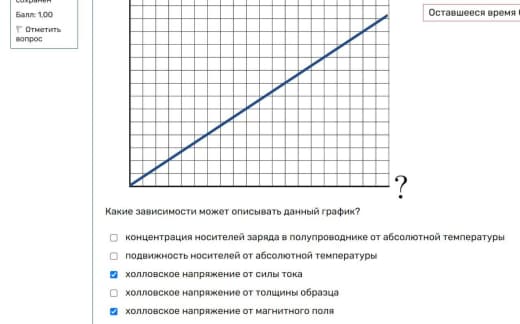 сохранен
Балл: 1.00
Отметить
вопрос
Оставшееся время
?
Какие зависимости может описывать данный график?
концентрация носителей заряда в полупроводнике от абсолютной температуры
подвижность носителей от абсолютной температуры
холловское напряжение от силы тока
холловское напряжение от толщины образца
холловское напряжение от магнитного поля